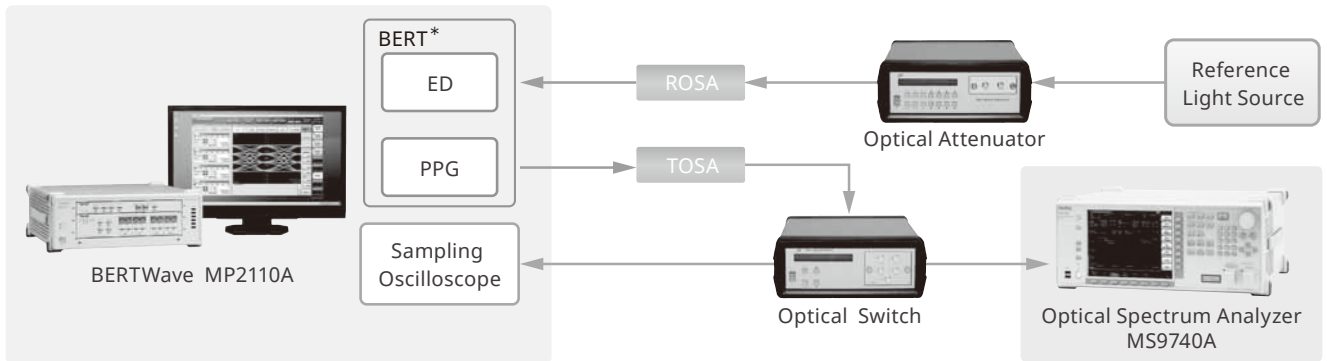 BERT*
ED
PPG
Sampling
Oscilloscope
BERTWave MP2110A
ROSA
TOSA
Optical Attenuator
Reference
Light Source
Optical Switch
Optical Spectrum Analyzer
MS9740A